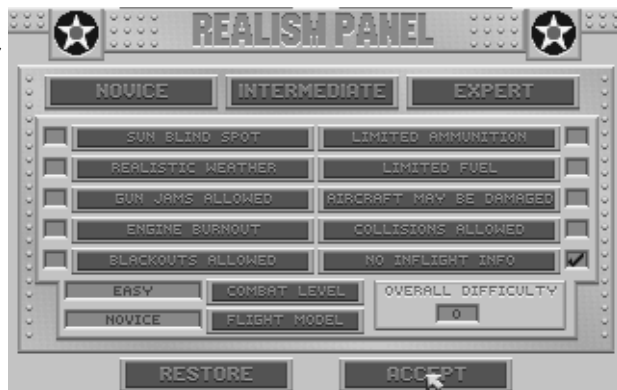 REALISM PANEL
NOVICE INTERMEDIATE EXPERT
SUN BLIND SPOT LIMITED AMMUNITION
REALISTIC WEATHER LIMITED FUEL
GUN JAMS ALLOWED AIRCRAFT MAY BE DAMAGED
ENGINE BURNOUT COLLISIONS ALLOWED
BLACKOUTS ALLOWED NO INFLIGHT INFO
EASY COMBAT LEVEL OVERALL DIFFICULTY
NOVICE FLIGHT MODEL 0
RESTORE ACCEPT